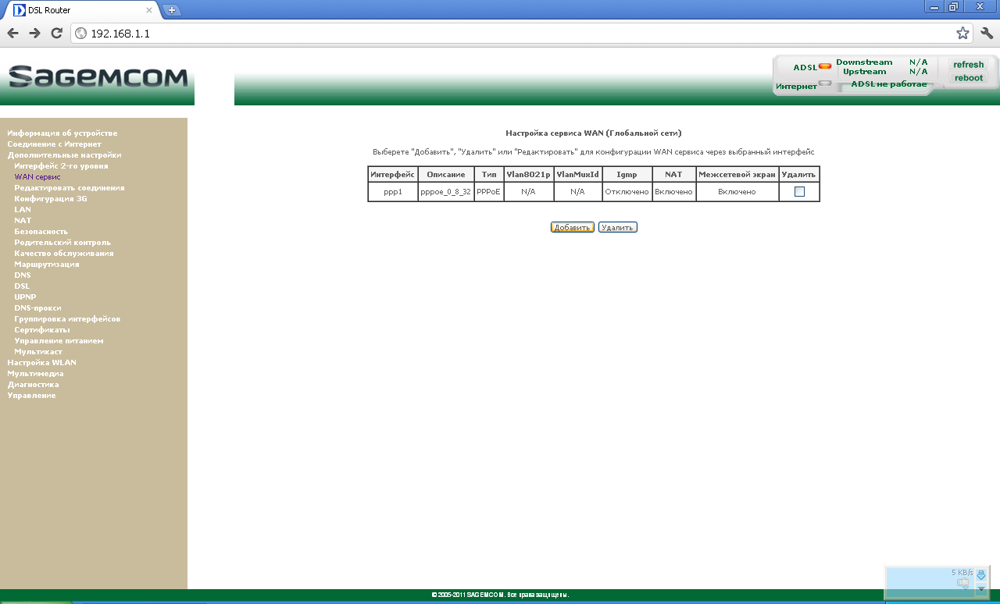 DSL Router
192.168.1.1
SAGEMCOM
ADSL
Downstream N/A
Upstream N/A
Интернет
ADSL не работае
refresh
reboot
Информация об устройстве
Соединение с Интернет
Дополнительные настройки
Интерфейс 2-го уровня
WAN сервис
Редактировать соединения
Конфигурация 3G
LAN
NAT
Безопасность
Родительский контроль
Качество обслуживания
Маршрутизация
DNS
DSL
UPNP
DNS-прокси
Группировка интерфейсов
Сертификаты
Управление питанием
Мультикаст
Настройка WLAN
Мультимедиа
Диагностика
Управление
Настройка сервиса WAN (Глобальной сети)
Выберете "Добавить", "Удалить" или "Редактировать" для конфигурации WAN сервиса через выбранный интерфейс
Интерфейс Описание Тип Vlan8021p VlanMuxId Igmp NAT Межсетевой экран Удалить
ppp1 pppoe_0_8_32 PPPoE N/A N/A Отключено Включено Включено
Добавить Удалить
5 KB/s
© 2005-2011 SAGEMCOM. Все права защищены.